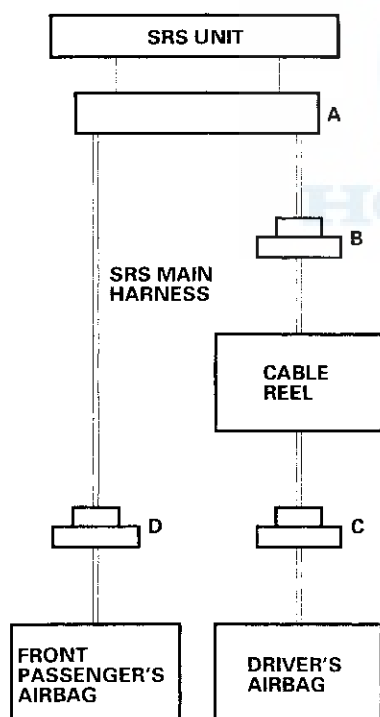 SRS UNIT
A
B
SRS MAIN
HARNESS
CABLE
REEL
D
C
FRONT
PASSENGER'S
AIRBAG
DRIVER'S
AIRBAG